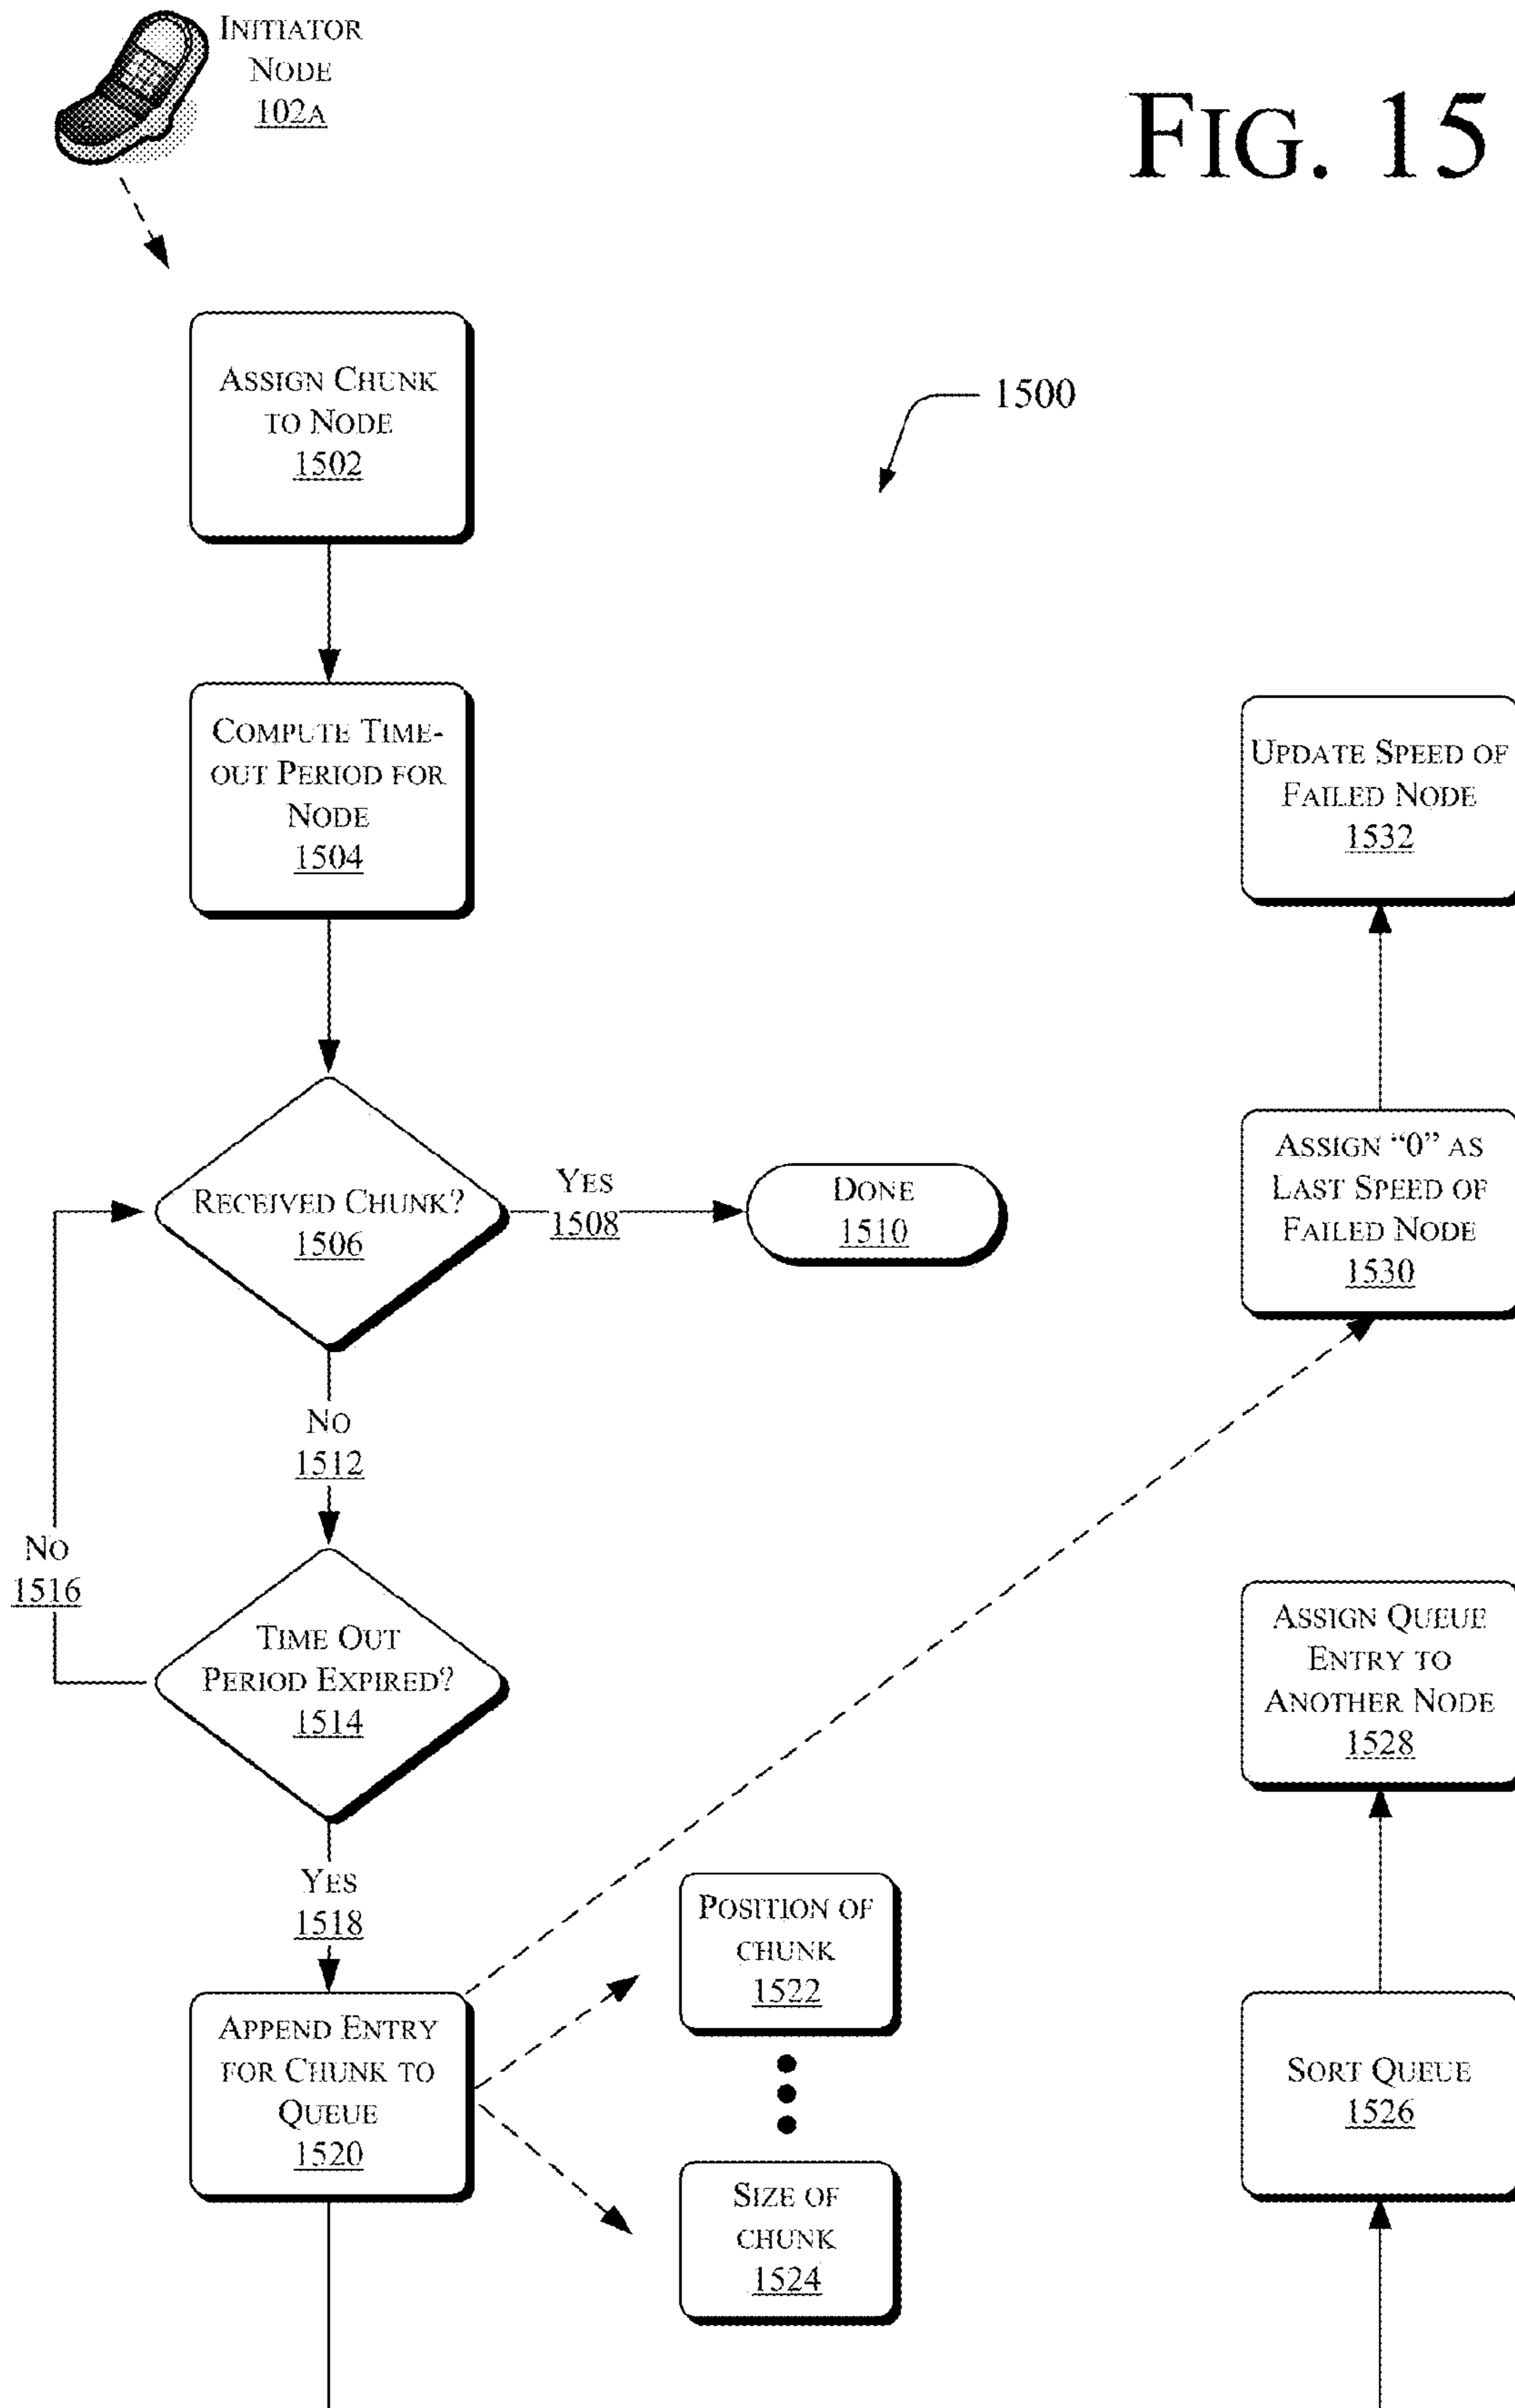 INITIATOR
NODE
102A
FIG. 15
ASSIGN CHUNK
TO NODE
1502
1500
COMPUTE TIME-
OUT PERIOD FOR
NODE
1504
UPDATE SPEED OF
FAILED NODE
1532
RECEIVED CHUNK?
1506
YES
1508
DONE
1510
ASSIGN “0” AS
LAST SPEED OF
FAILED NODE
1530
NO
1512
NO
1516
TIME OUT
PERIOD EXPIRED?
1514
ASSIGN QUEUE
ENTRY TO
ANOTHER NODE
1528
YES
1518
POSITION OF
CHUNK
1522
APPEND ENTRY
FOR CHUNK TO
QUEUE
1520
SORT QUEUE
1526
SIZE OF
CHUNK
1524